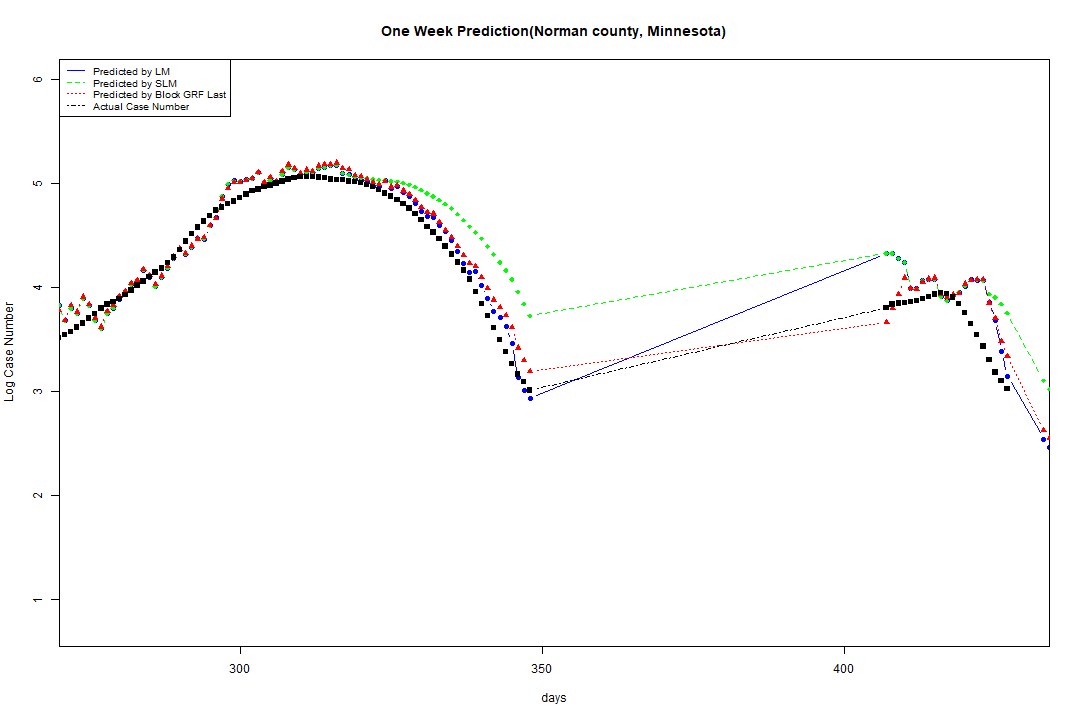 One Week Prediction(Norman county, Minnesota)
Predicted by LM
Predicted by SLM
Predicted by Block GRF Last
Actual Case Number
Log Case Number
6
5
4
3
2
1
300
350
400
days